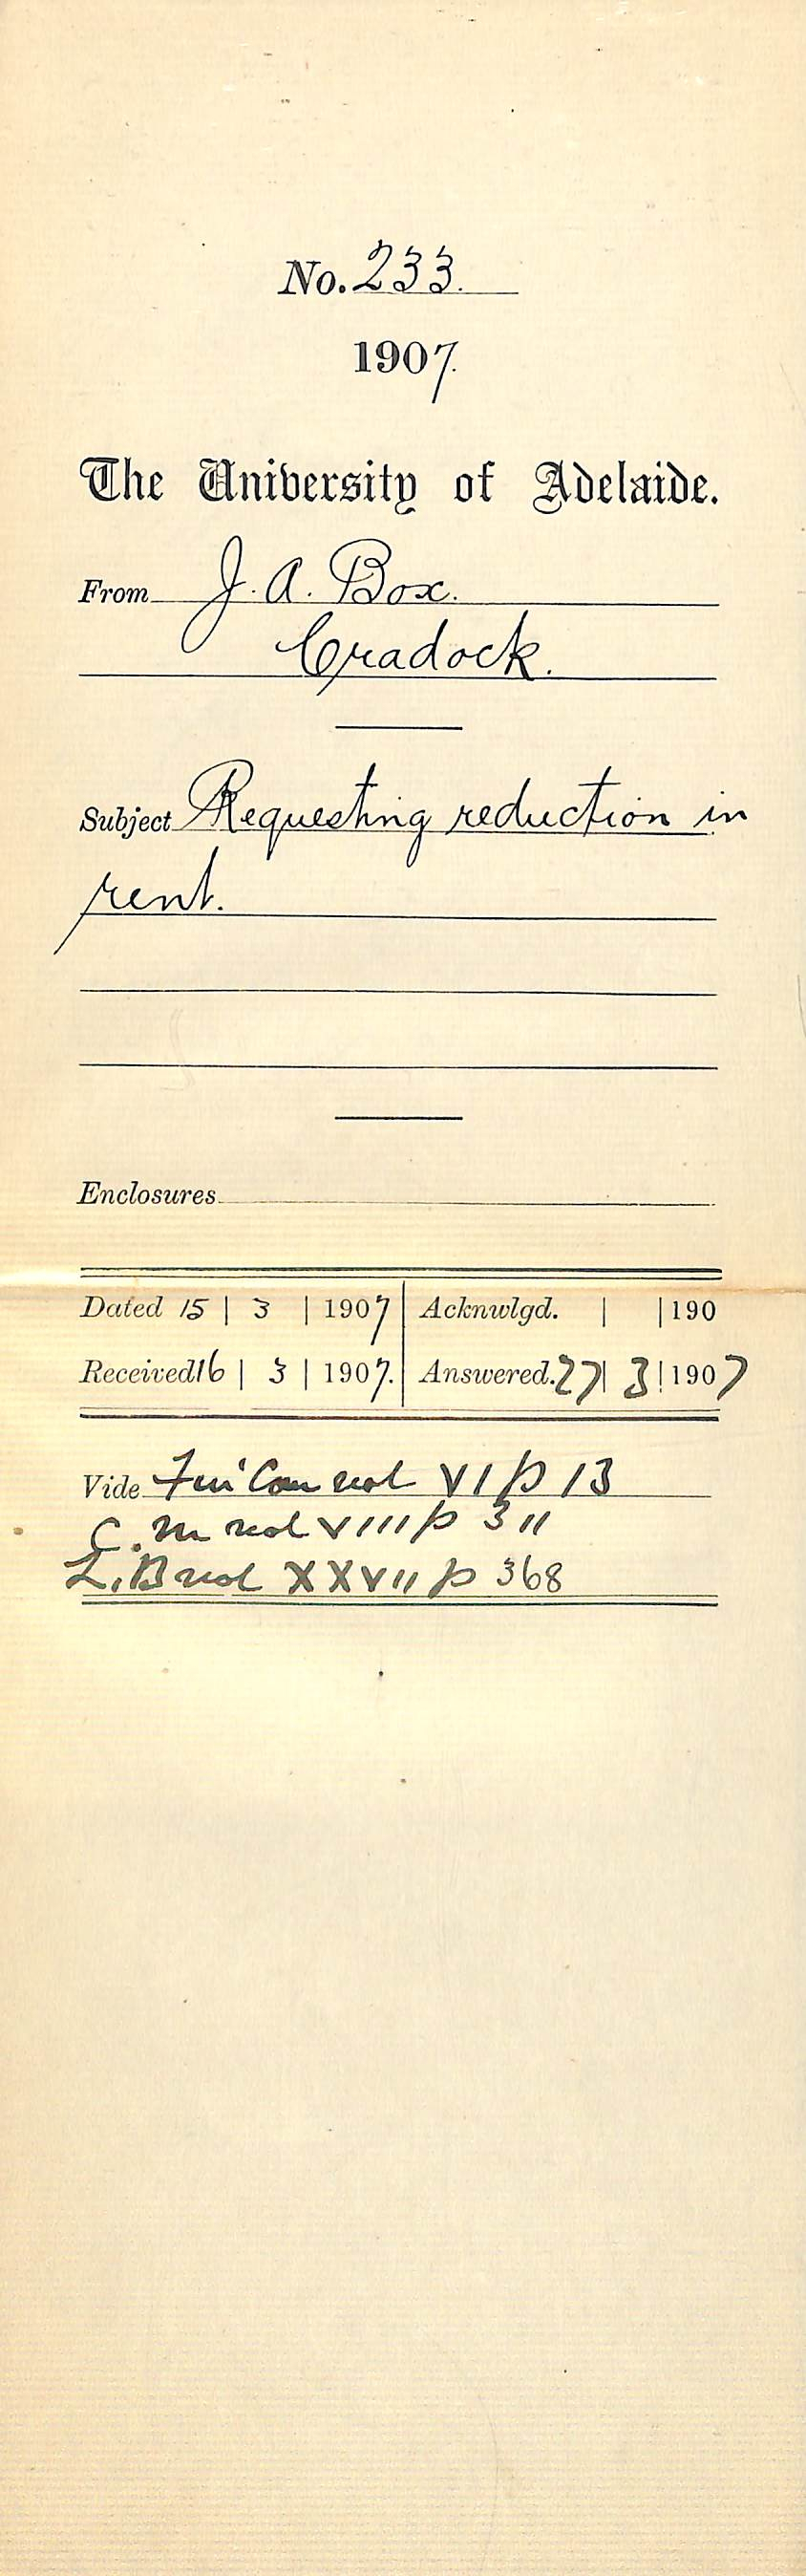 No. 233.
1907.
The University of Adelaide.
From J. A. Box.
Cradock.
Subject Requesting reduction in
rent.
Enclosures
Dated 15 | 3 | 1907 | Acknwlgd. | | 190
Received 16 | 3 | 1907. | Answered. 27 | 3 | 1907
Vide Fin Com vol VI p 13
C. M vol VIII p 311
L. B vol XXVII p 368